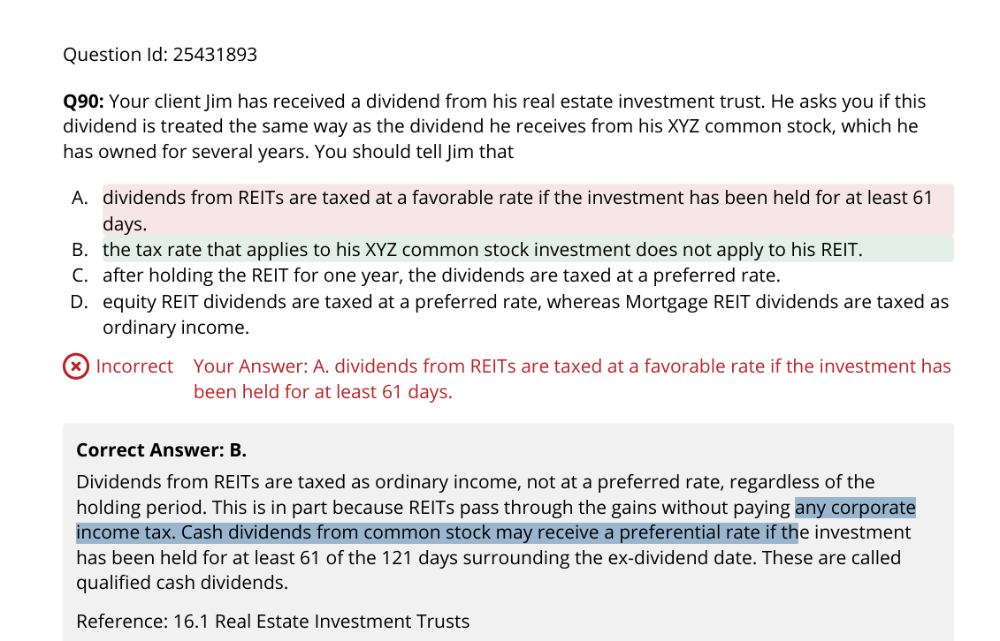 Question Id: 25431893
Q90: Your client Jim has received a dividend from his real estate investment trust. He asks you if this
dividend is treated the same way as the dividend he receives from his XYZ common stock, which he
has owned for several years. You should tell Jim that
A. dividends from REITs are taxed at a favorable rate if the investment has been held for at least 61
days.
B. the tax rate that applies to his XYZ common stock investment does not apply to his REIT.
C. after holding the REIT for one year, the dividends are taxed at a preferred rate.
D. equity REIT dividends are taxed at a preferred rate, whereas Mortgage REIT dividends are taxed as
ordinary income.
Incorrect Your Answer: A. dividends from REITs are taxed at a favorable rate if the investment has
been held for at least 61 days.
Correct Answer: B.
Dividends from REITs are taxed as ordinary income, not at a preferred rate, regardless of the
holding period. This is in part because REITs pass through the gains without paying any corporate
income tax. Cash dividends from common stock may receive a preferential rate if the investment
has been held for at least 61 of the 121 days surrounding the ex-dividend date. These are called
qualified cash dividends.
Reference: 16.1 Real Estate Investment Trusts